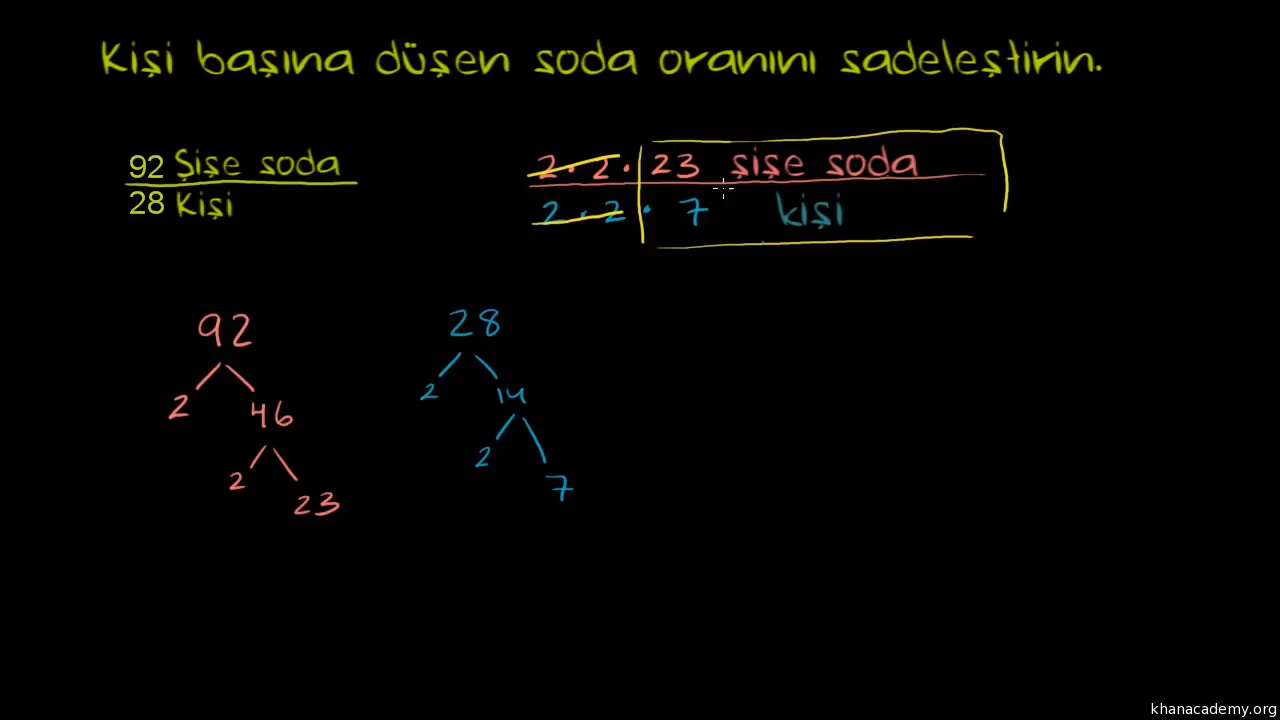 Kişi başına düşen soda oranını sadeleştirin.
92 Şişe soda
28 Kişi
2 · 2 · 23 şişe soda
2 · 2 · 7 kişi
92
2 46
2 23
28
2 14
2 7
khanacademy.org